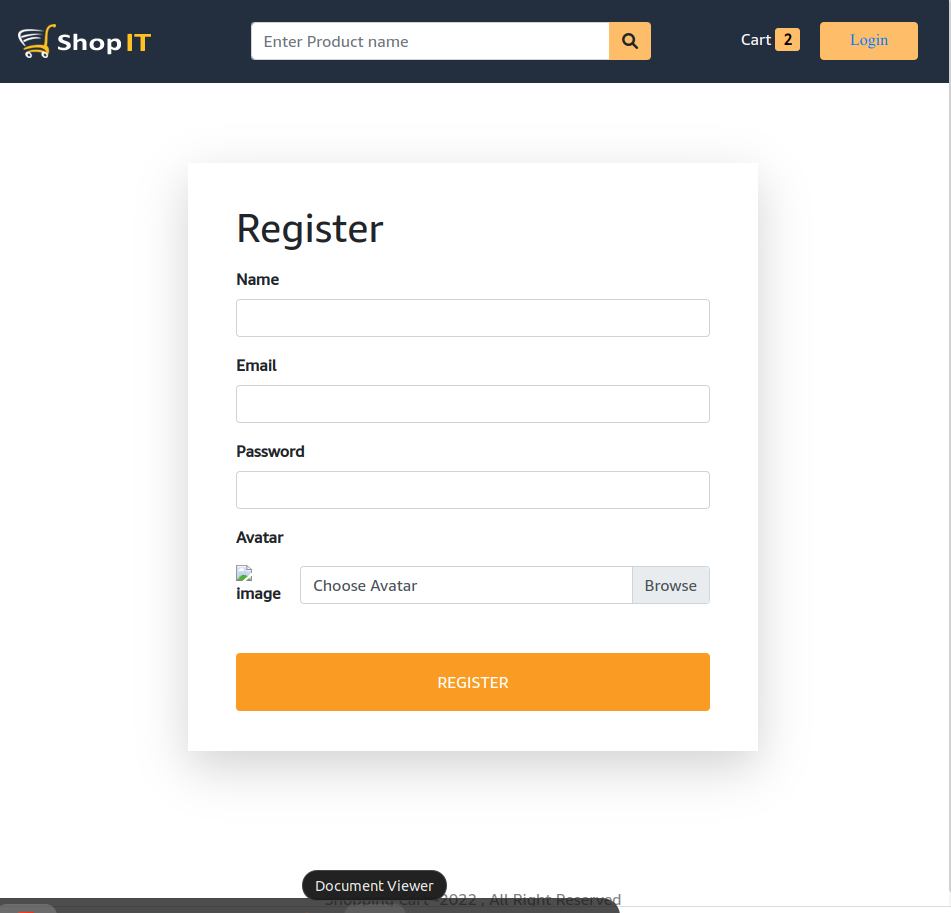 Shop IT
Enter Product name
Cart 2
Login
Register
Name
Email
Password
Avatar
image
Choose Avatar
Browse
REGISTER
Document Viewer
Shopping Cart -2022 , All Right Reserved